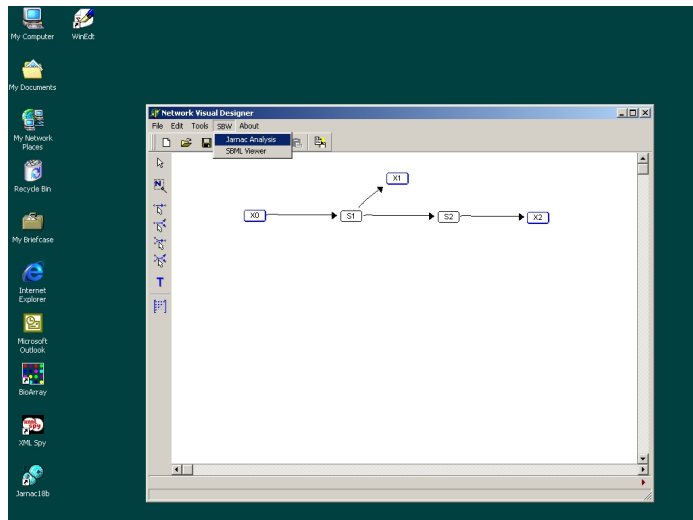 My Computer
WinEdt
My Documents
My Network
Places
Recycle Bin
My Briefcase
Internet
Explorer
Microsoft
Outlook
BioArray
XML Spy
Jarnac18b
Network Visual Designer
File Edit Tools SBW About
Jarnac Analysis
SBML Viewer
N
T
X1
X0
S1
S2
X2